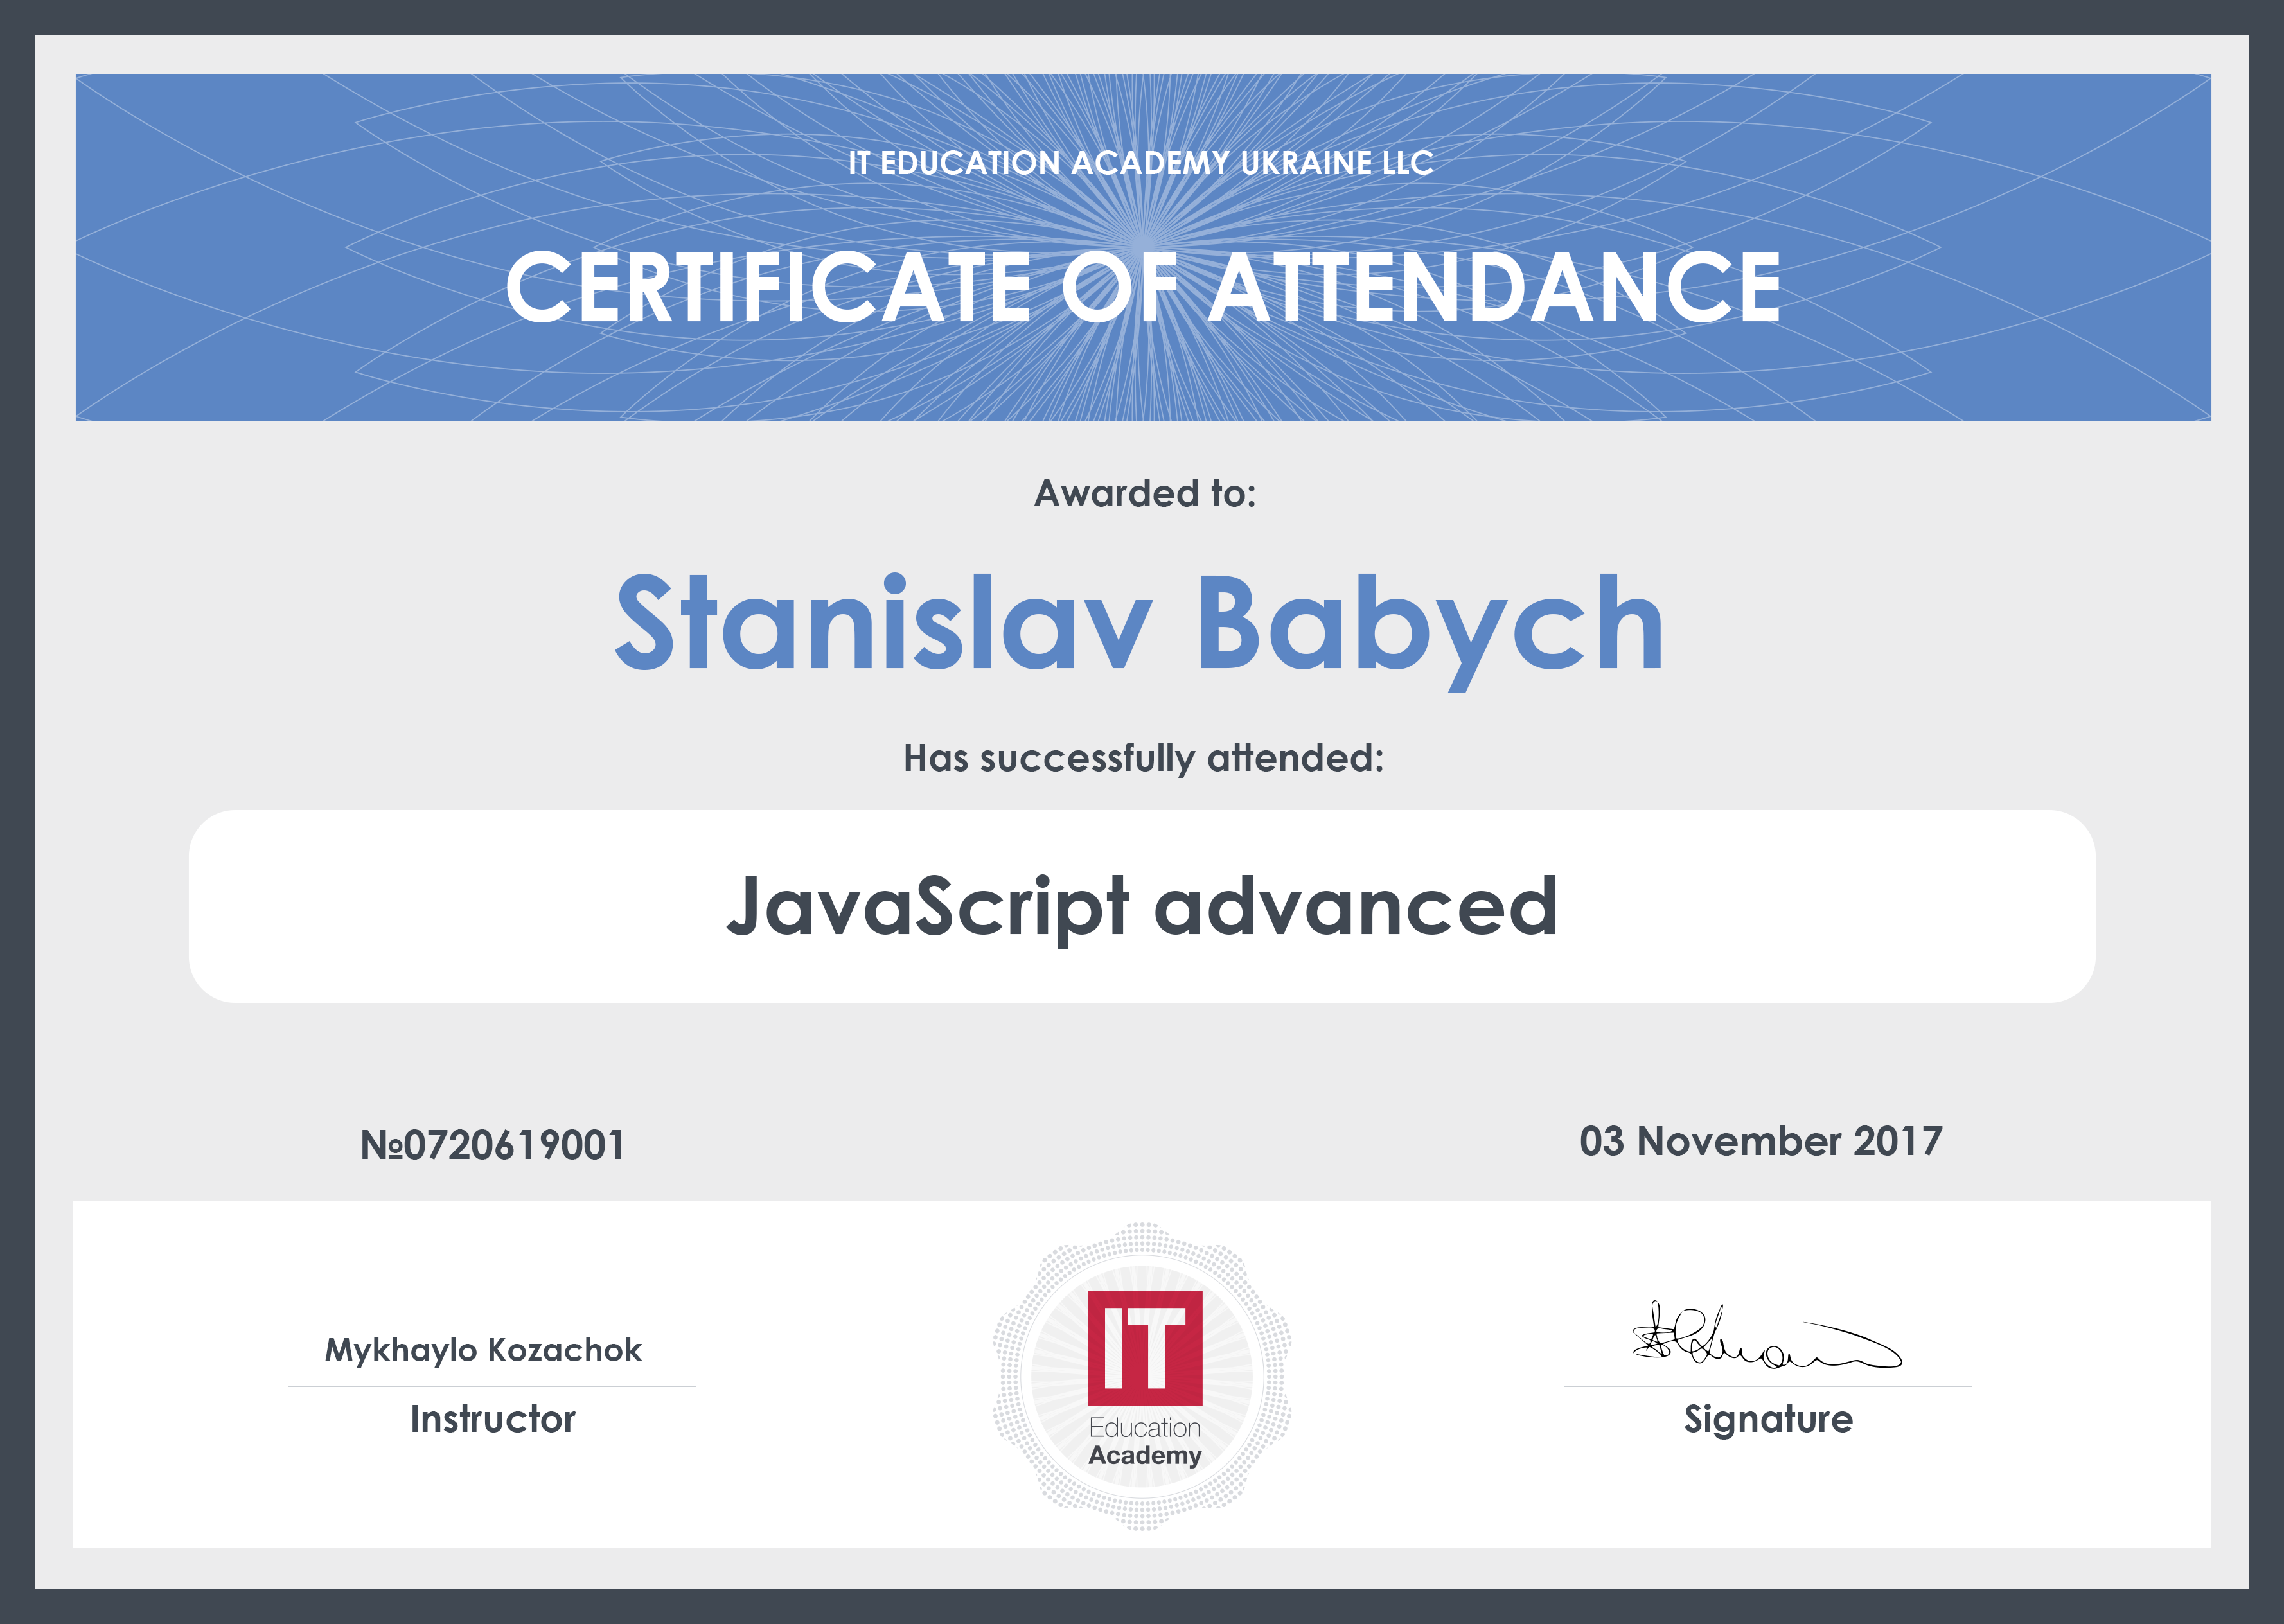 IT EDUCATION ACADEMY UKRAINE LLC
CERTIFICATE OF ATTENDANCE
Awarded to:
Stanislav Babych
Has successfully attended:
JavaScript advanced
№0720619001
03 November 2017
Mykhaylo Kozachok
Instructor
IT
Education
Academy
Signature